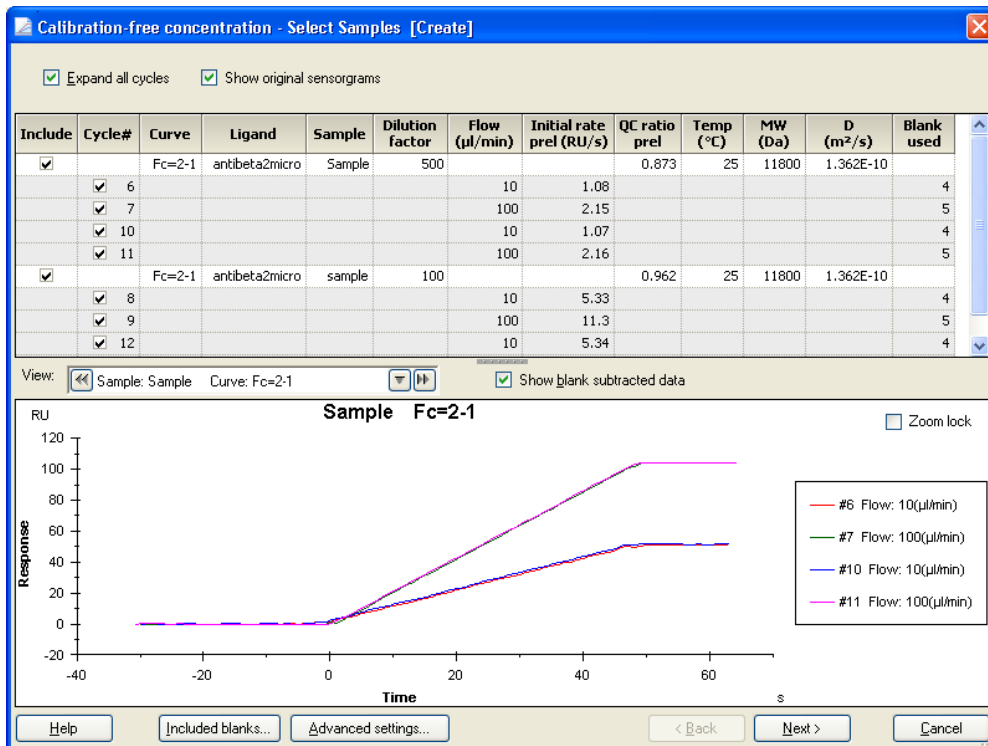 Calibration-free concentration - Select Samples [Create]
Expand all cycles Show original sensorgrams
Include Cycle# Curve Ligand Sample Dilution factor Flow (µl/min) Initial rate prel (RU/s) QC ratio prel Temp (°C) MW (Da) D (m²/s) Blank used
Fc=2-1 antibeta2micro Sample 500 0.873 25 11800 1.362E-10
6 10 1.08 4
7 100 2.15 5
10 10 1.07 4
11 100 2.16 5
Fc=2-1 antibeta2micro sample 100 0.962 25 11800 1.362E-10
8 10 5.33 4
9 100 11.3 5
12 10 5.34 4
View: Sample: Sample Curve: Fc=2-1 Show blank subtracted data
RU Sample Fc=2-1 Zoom lock
120
100
80
60
40
20
0
-20
Response
-40 -20 0 20 40 60
Time s
#6 Flow: 10(µl/min)
#7 Flow: 100(µl/min)
#10 Flow: 10(µl/min)
#11 Flow: 100(µl/min)
Help Included blanks... Advanced settings... < Back Next > Cancel